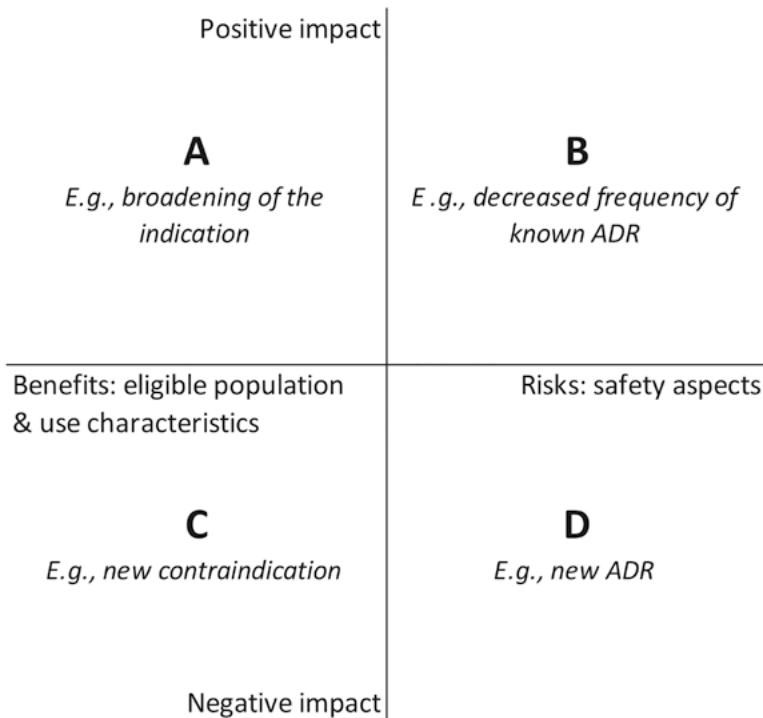 Positive impact
A
E.g., broadening of the
indication
B
E .g., decreased frequency of
known ADR
Benefits: eligible population
& use characteristics
Risks: safety aspects
C
E.g., new contraindication
D
E.g., new ADR
Negative impact